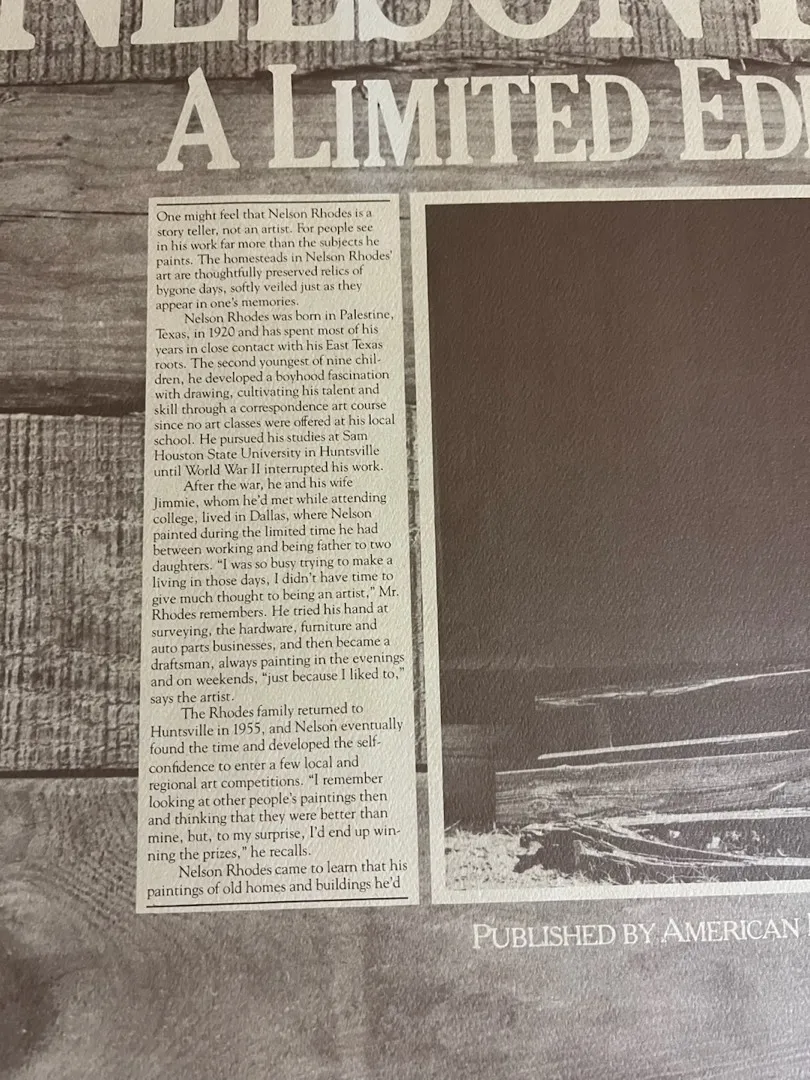 NELSON
A LIMITED
One might feel that Nelson Rhodes is a
story teller, not an artist. For people see
in his work far more than the subjects he
paints. The homesteads in Nelson Rhodes'
art are thoughtfully preserved relics of
bygone days, softly veiled just as they
appear in one's memories.
Nelson Rhodes was born in Palestine,
Texas, in 1920 and has spent most of his
years in close contact with his East Texas
roots. The second youngest of nine chil-
dren, he developed a boyhood fascination
with drawing, cultivating his talent and
skill through a correspondence art course
since no art classes were offered at his local
school. He pursued his studies at Sam
Houston State University in Huntsville
until World War II interrupted his work.
After the war, he and his wife
Jimmie, whom he'd met while attending
college, lived in Dallas, where Nelson
painted during the limited time he had
between working and being father to two
daughters. “I was so busy trying to make a
living in those days, I didn't have time to
give much thought to being an artist,” Mr.
Rhodes remembers. He tried his hand at
surveying, the hardware, furniture and
auto parts businesses, and then became a
draftsman, always painting in the evenings
and on weekends, “just because I liked to,”
says the artist.
The Rhodes family returned to
Huntsville in 1955, and Nelson eventually
found the time and developed the self-
confidence to enter a few local and
regional art competitions. “I remember
looking at other people's paintings then
and thinking that they were better than
mine, but, to my surprise, I'd end up win-
ning the prizes,” he recalls.
Nelson Rhodes came to learn that his
paintings of old homes and buildings he'd
PUBLISHED BY AMERICAN